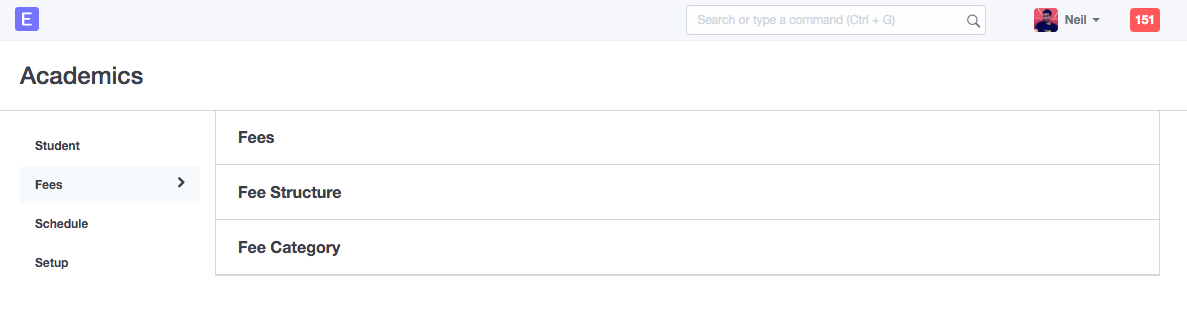 E
Search or type a command (Ctrl + G)
Neil
151
Academics
Student
Fees
Schedule
Setup
Fees
Fee Structure
Fee Category